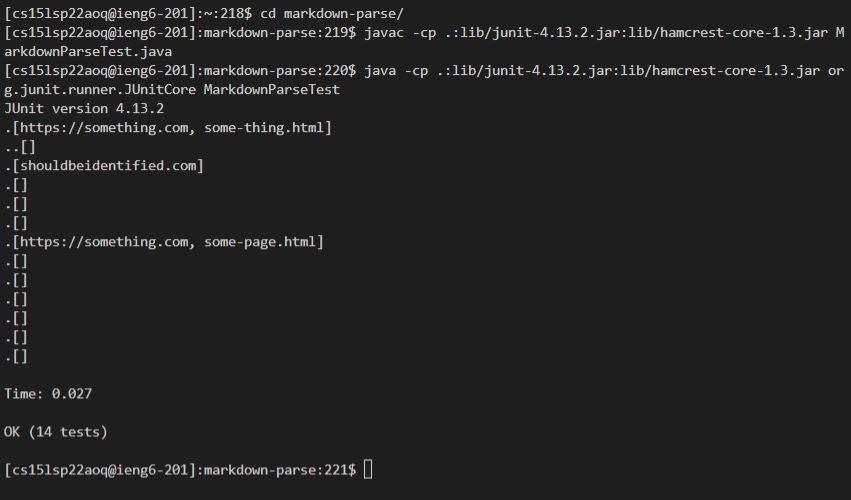 [cs15lsp22aoq@ieng6-201]:~:218$ cd markdown-parse/
[cs15lsp22aoq@ieng6-201]:markdown-parse:219$ javac -cp .:lib/junit-4.13.2.jar:lib/hamcrest-core-1.3.jar M
arkdownParseTest.java
[cs15lsp22aoq@ieng6-201]:markdown-parse:220$ java -cp .:lib/junit-4.13.2.jar:lib/hamcrest-core-1.3.jar or
g.junit.runner.JUnitCore MarkdownParseTest
JUnit version 4.13.2
.[https://something.com, some-thing.html]
..[]
.[shouldbeidentified.com]
.[]
.[]
.[]
.[https://something.com, some-page.html]
.[]
.[]
.[]
.[]
.[]
.[]
Time: 0.027
OK (14 tests)
[cs15lsp22aoq@ieng6-201]:markdown-parse:221$